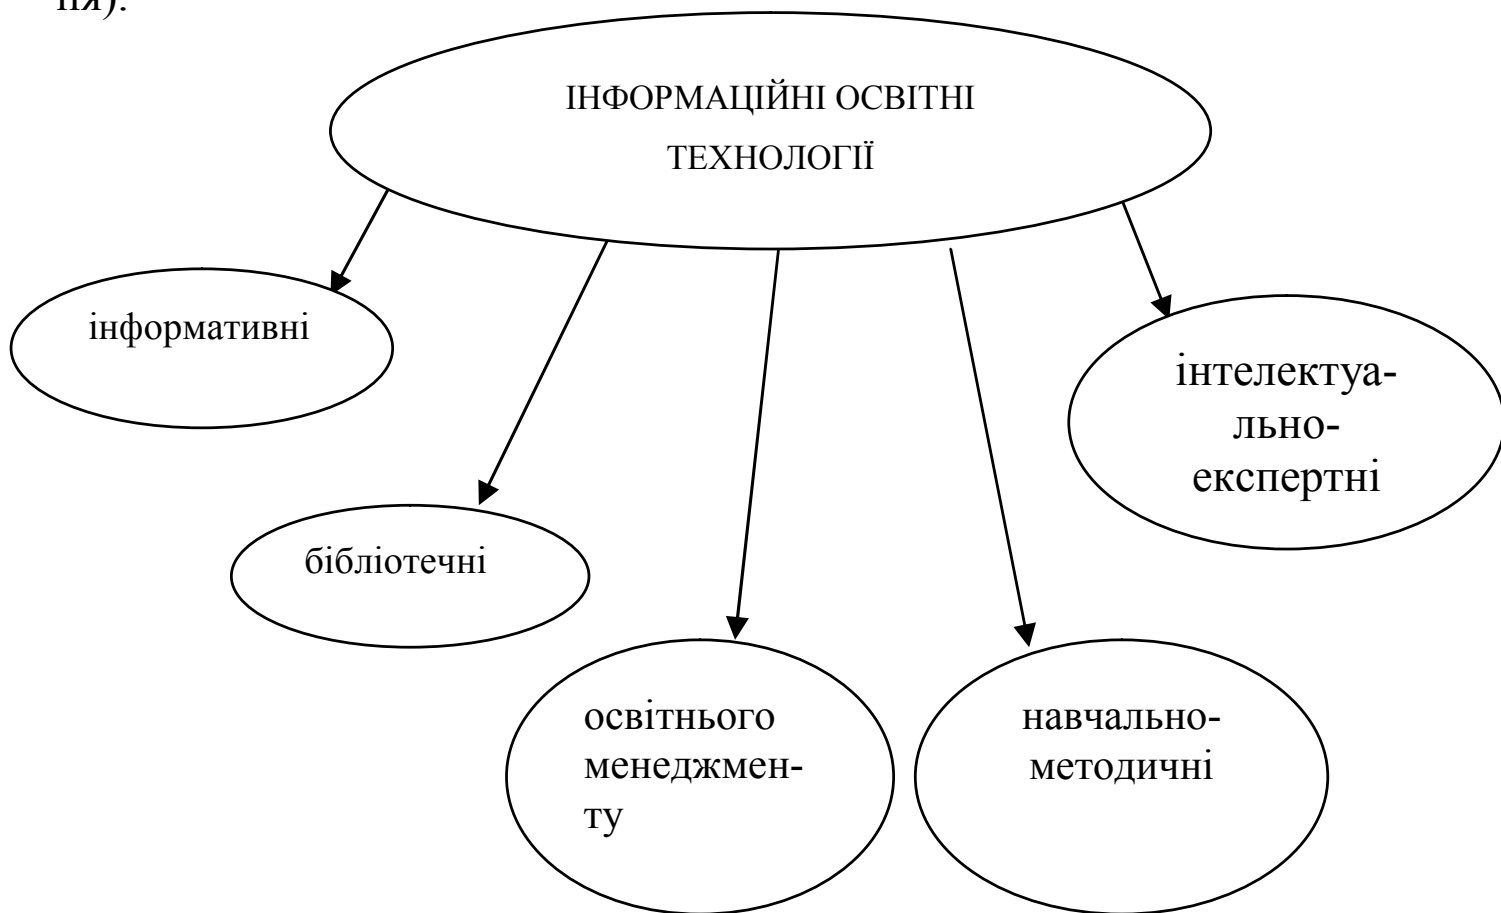 ня).
ІНФОРМАЦІЙНІ ОСВІТНІ
ТЕХНОЛОГІЇ
інформативні
бібліотечні
освітнього
менеджмен-
ту
навчально-
методичні
інтелектуа-
льно-
експертні